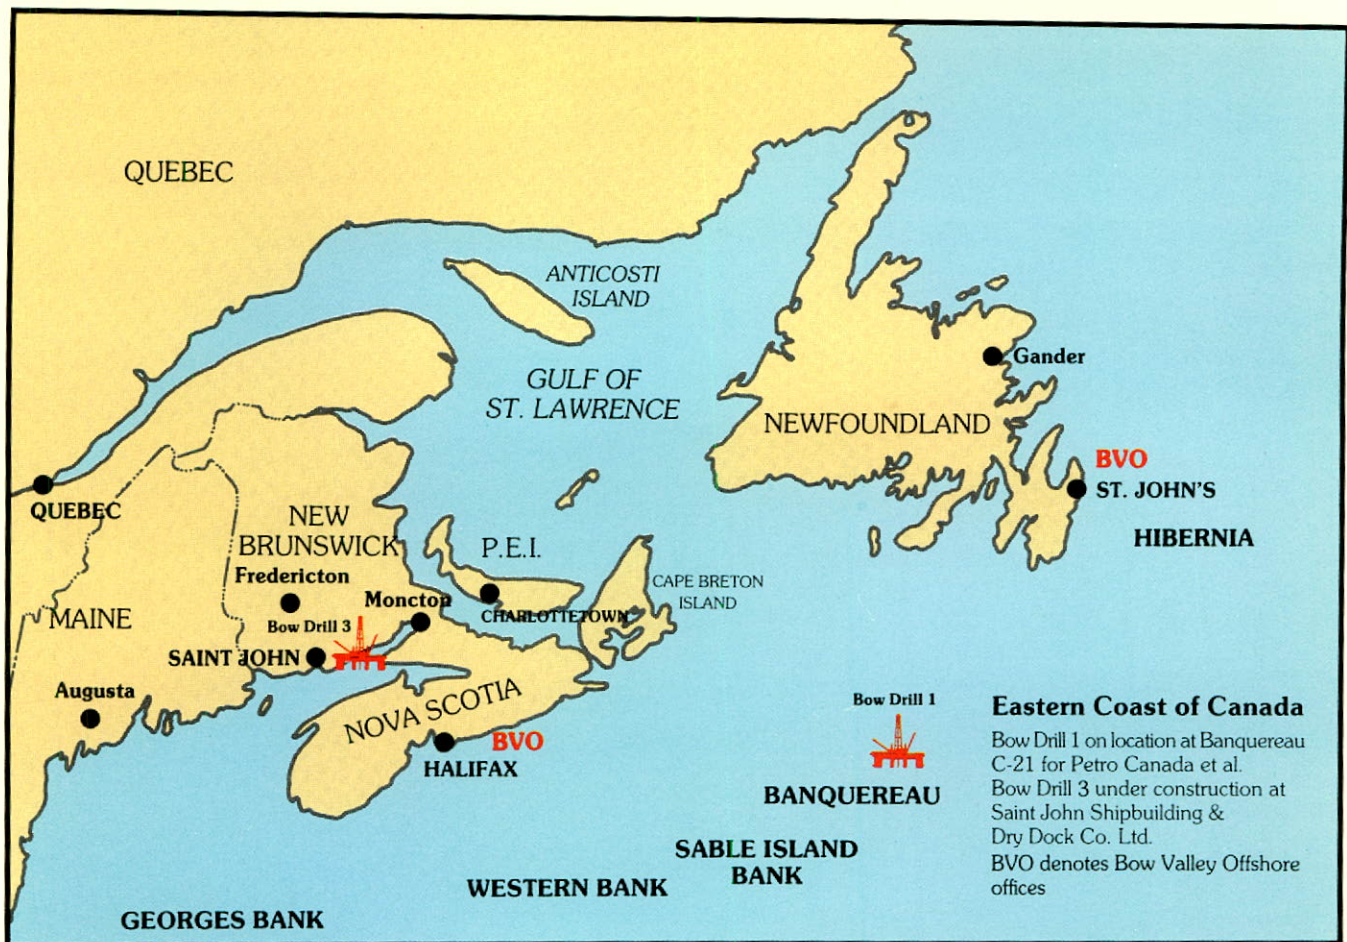 QUEBEC
ANTICOSTI
ISLAND
GULF OF
ST. LAWRENCE
Gander
NEWFOUNDLAND
BVO
ST. JOHN'S
HIBERNIA
QUEBEC
NEW
BRUNSWICK
P.E.I.
Fredericton
Moncton
CHARLOTTETOWN
CAPE BRETON
ISLAND
MAINE
Bow Drill 3
SAINT JOHN
Augusta
NOVA SCOTIA
BVO
HALIFAX
Bow Drill 1
BANQUEREAU
SABLE ISLAND
BANK
WESTERN BANK
GEORGES BANK
Eastern Coast of Canada
Bow Drill 1 on location at Banquereau
C-21 for Petro Canada et al.
Bow Drill 3 under construction at
Saint John Shipbuilding &
Dry Dock Co. Ltd.
BVO denotes Bow Valley Offshore
offices